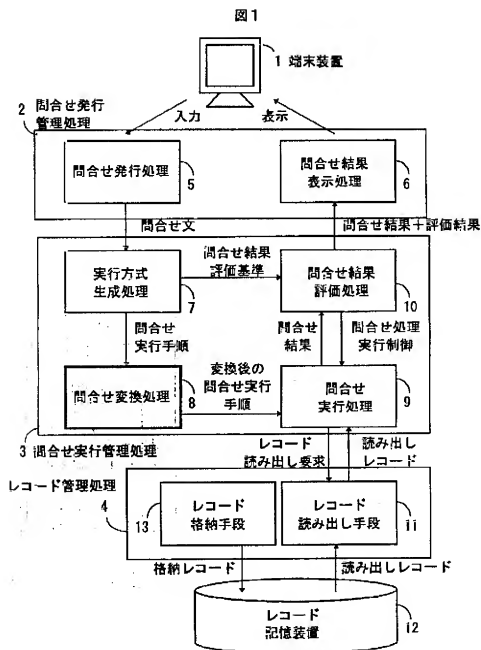 図1
1 端末装置
2 問合せ発行
管理処理
入力
表示
問合せ発行処理
5
問合せ結果
表示処理
6
問合せ文
問合せ結果+評価結果
実行方式
生成処理
7
問合せ結果
評価基準
問合せ結果
評価処理
10
問合せ
実行手順
問合せ
結果
問合せ処理
実行制御
問合せ変換処理
8
変換後の
問合せ実行
手順
問合せ
実行処理
9
3 問合せ実行管理処理
レコード
読み出し要求
読み出し
レコード
レコード管理処理
4
13
レコード
格納手段
レコード
読み出し手段
11
格納レコード
読み出しレコード
レコード
記憶装置
12